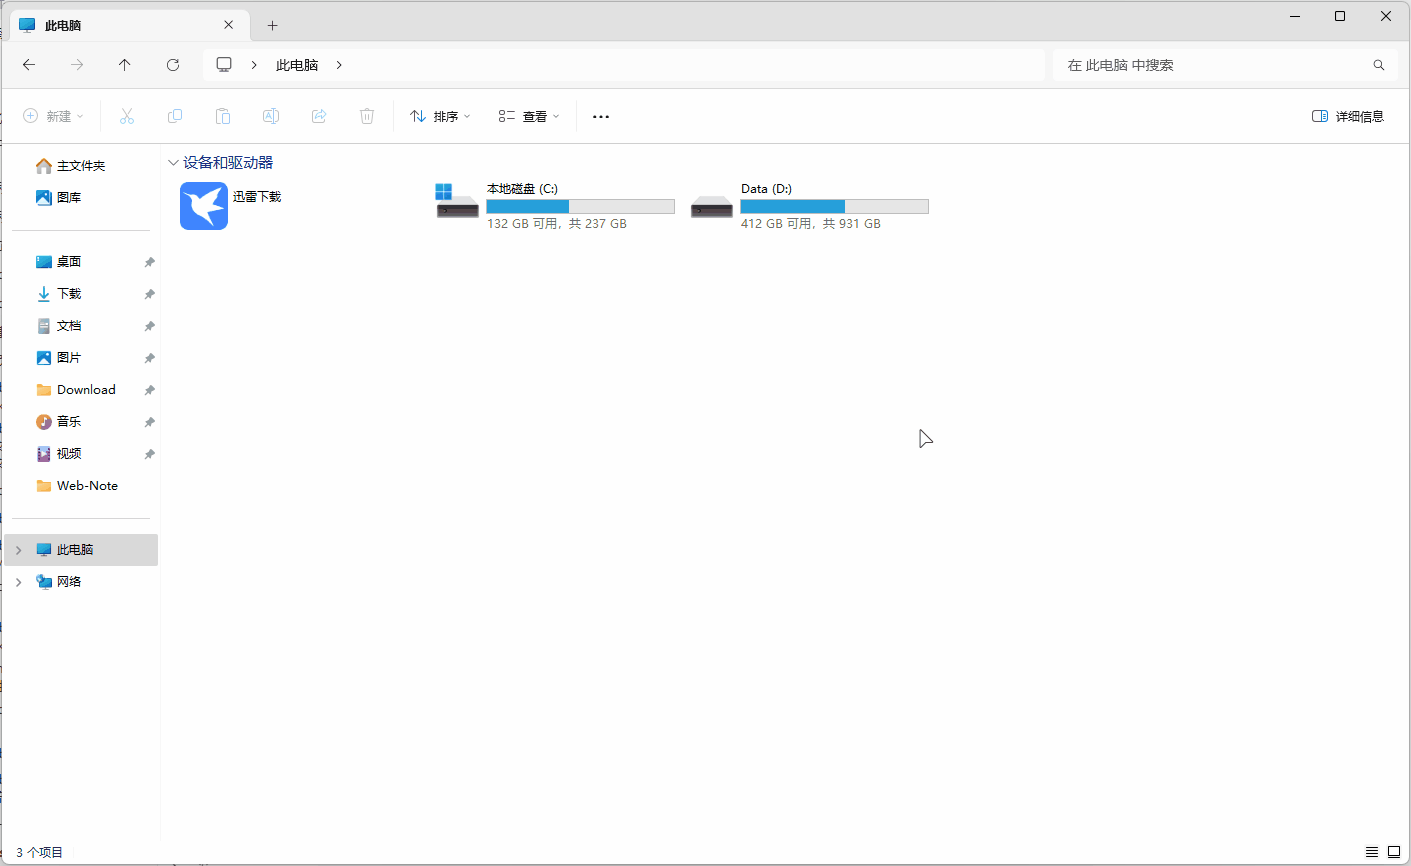 此电脑
此电脑
在 此电脑 中搜索
新建
排序
查看
详细信息
主文件夹
图库
桌面
下载
文档
图片
Download
音乐
视频
Web-Note
此电脑
网络
设备和驱动器
迅雷下载
本地磁盘 (C:)
132 GB 可用，共 237 GB
Data (D:)
412 GB 可用，共 931 GB
3 个项目